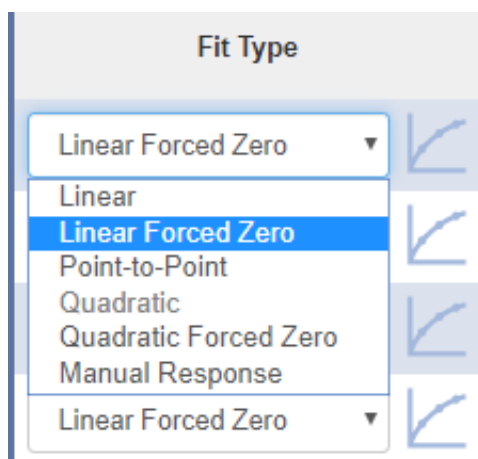 Fit Type
Linear Forced Zero
Linear
Linear Forced Zero
Point-to-Point
Quadratic
Quadratic Forced Zero
Manual Response
Linear Forced Zero